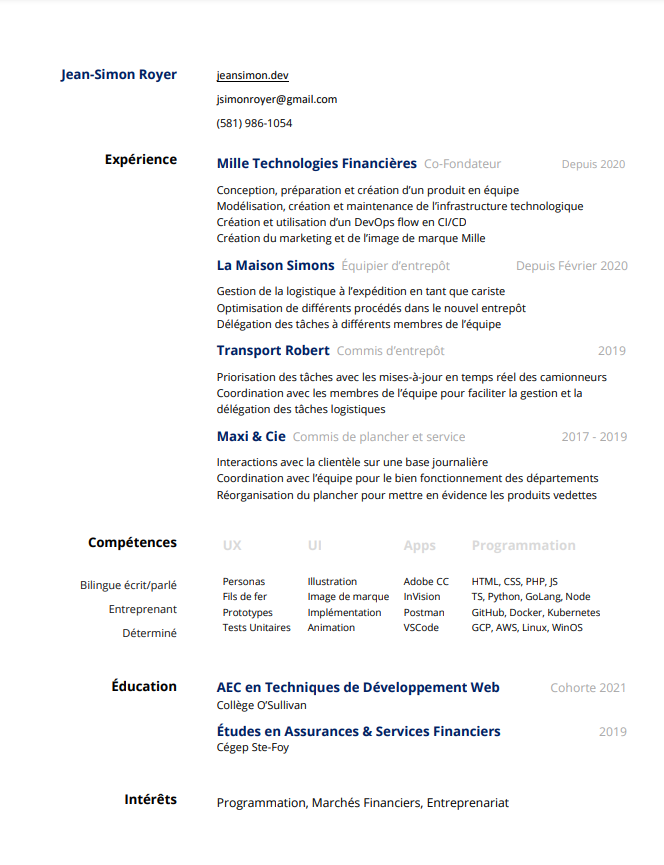 Jean-Simon Royer
jeansimon.dev
jsimonroyer@gmail.com
(581) 986-1054
Expérience
Mille Technologies Financières Co-Fondateur Depuis 2020
Conception, préparation et création d'un produit en équipe
Modélisation, création et maintenance de l'infrastructure technologique
Création et utilisation d'un DevOps flow en CI/CD
Création du marketing et de l'image de marque Mille
La Maison Simons Équipier d'entrepôt Depuis Février 2020
Gestion de la logistique à l'expédition en tant que cariste
Optimisation de différents procédés dans le nouvel entrepôt
Délégation des tâches à différents membres de l'équipe
Transport Robert Commis d'entrepôt 2019
Priorisation des tâches avec les mises-à-jour en temps réel des camionneurs
Coordination avec les membres de l'équipe pour faciliter la gestion et la
délégation des tâches logistiques
Maxi & Cie Commis de plancher et service 2017 - 2019
Interactions avec la clientèle sur une base journalière
Coordination avec l'équipe pour le bien fonctionnement des départements
Réorganisation du plancher pour mettre en évidence les produits vedettes
Compétences
Bilingue écrit/parlé
Entreprenant
Déterminé
UX UI Apps Programmation
Personas Illustration Adobe CC HTML, CSS, PHP, JS
Fils de fer Image de marque InVision TS, Python, GoLang, Node
Prototypes Implémentation Postman GitHub, Docker, Kubernetes
Tests Unitaires Animation VSCode GCP, AWS, Linux, WinOS
Éducation
AEC en Techniques de Développement Web Cohorte 2021
Collège O'Sullivan
Études en Assurances & Services Financiers 2019
Cégep Ste-Foy
Intérêts
Programmation, Marchés Financiers, Entreprenariat